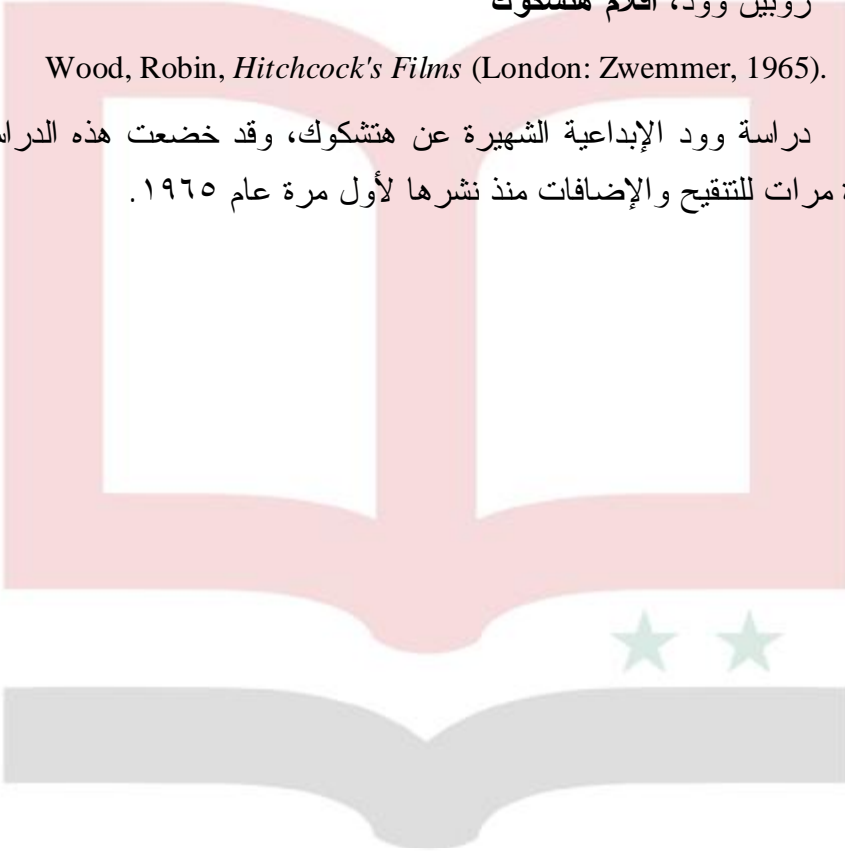 روبين وود، أفلام هتشكوك
Wood, Robin, Hitchcock's Films (London: Zwemmer, 1965).
دراسة وود الإبداعية الشهيرة عن هتشكوك، وقد خضعت هذه
مرات للتنقيح والإضافات منذ نشرها لأول مرة عام ١٩٦٥.